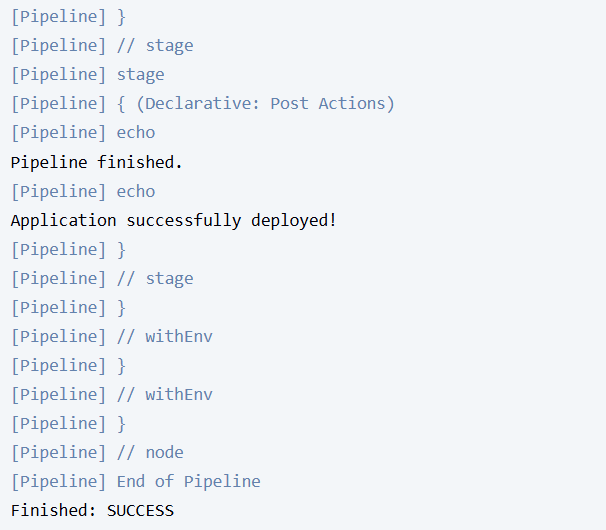 [Pipeline] }
[Pipeline] // stage
[Pipeline] stage
[Pipeline] { (Declarative: Post Actions)
[Pipeline] echo
Pipeline finished.
[Pipeline] echo
Application successfully deployed!
[Pipeline] }
[Pipeline] // stage
[Pipeline] }
[Pipeline] // withEnv
[Pipeline] }
[Pipeline] // withEnv
[Pipeline] }
[Pipeline] // node
[Pipeline] End of Pipeline
Finished: SUCCESS